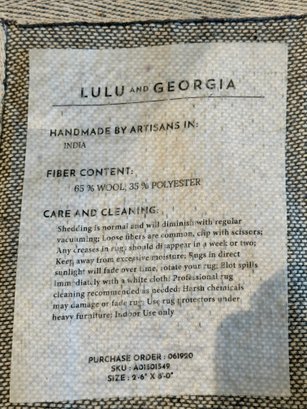 LULU AND GEORGIA
HANDMADE BY ARTISANS IN:
INDIA
FIBER CONTENT:
65 % WOOL; 35 % POLYESTER
CARE AND CLEANING:
Shedding is normal and will diminish with regular
vacuuming; Loose fibers are common, clip with scissors;
Any creases in rug; should disappear in a week or two;
Keep away from excessive moisture; Rugs in direct
sunlight will fade over time, rotate your rug; Blot spills
immediately with a white cloth; Professional rug
cleaning recommended as needed; Harsh chemicals
may damage or fade rug; Use rug protectors under
heavy furniture; Indoor Use only
PURCHASE ORDER : 061920
SKU : A01101549
SIZE : 2'-6" X 8'-0"